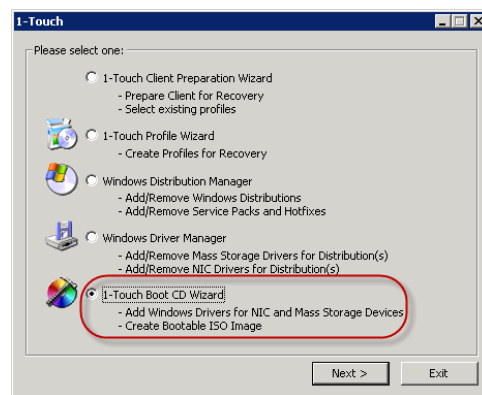 1-Touch
Please select one:
1-Touch Client Preparation Wizard
- Prepare Client for Recovery
- Select existing profiles
1-Touch Profile Wizard
- Create Profiles for Recovery
Windows Distribution Manager
- Add/Remove Windows Distributions
- Add/Remove Service Packs and Hotfixes
Windows Driver Manager
- Add/Remove Mass Storage Drivers for Distribution(s)
- Add/Remove NIC Drivers for Distribution(s)
1-Touch Boot CD Wizard
- Add Windows Drivers for NIC and Mass Storage Devices
- Create Bootable ISO Image
Next >
Exit